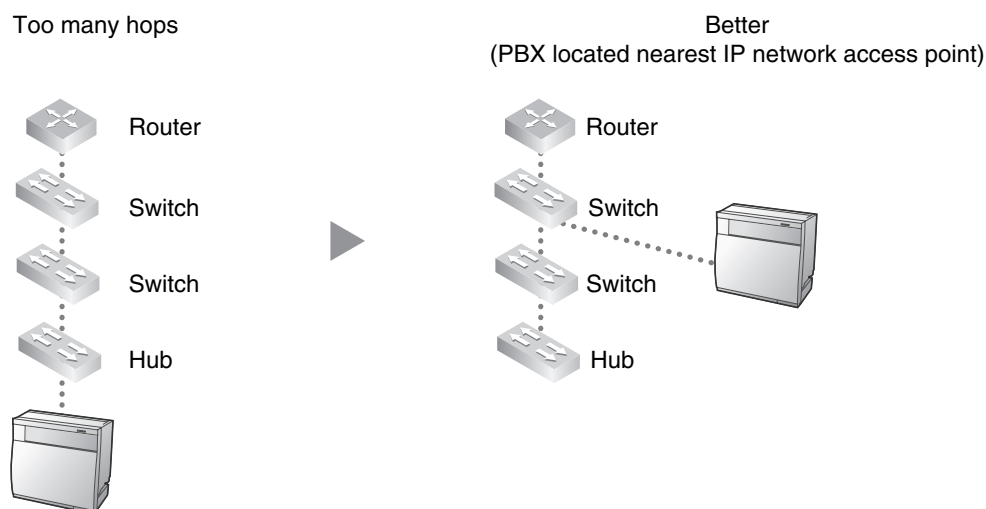 Too many hops
Better
(PBX located nearest IP network access point)
Router
Switch
Switch
Hub
Router
Switch
Switch
Hub